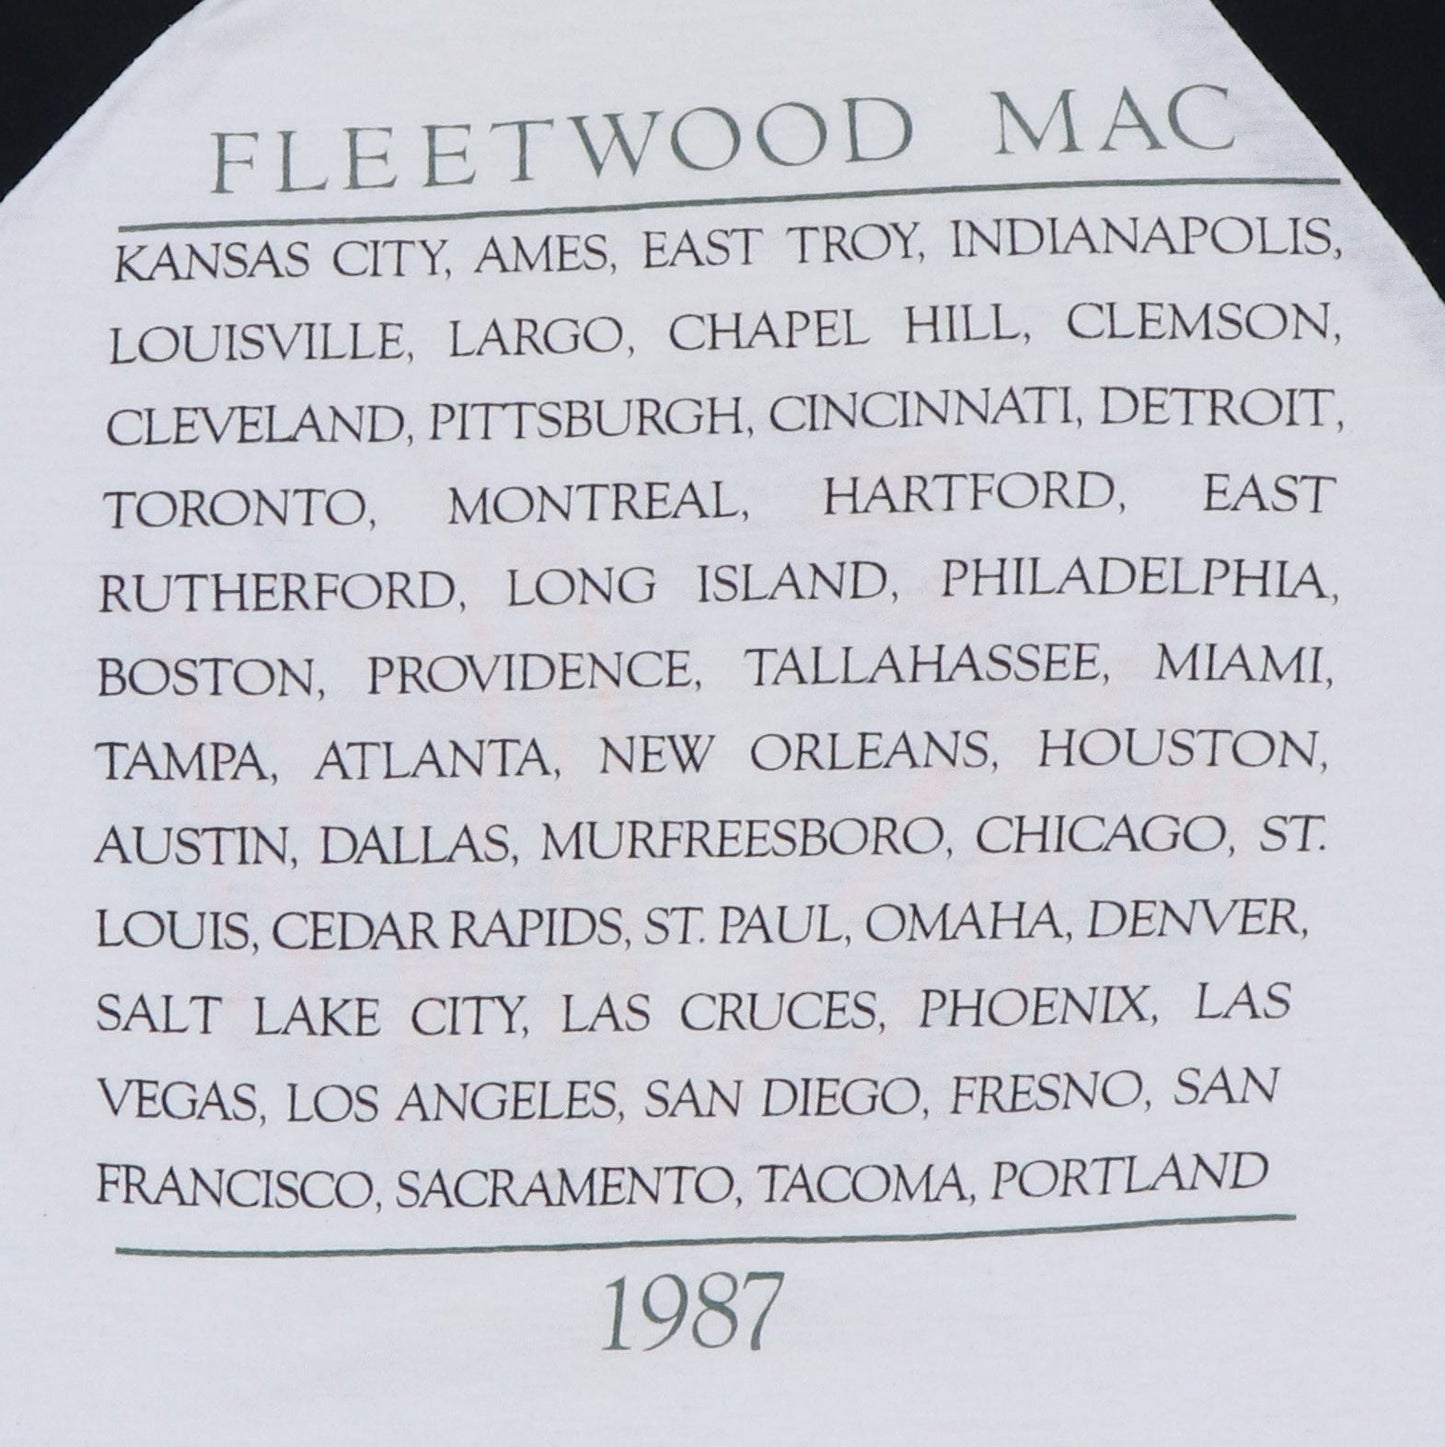 FLEETWOOD MAC
KANSAS CITY, AMES, EAST TROY, INDIANAPOLIS,
LOUISVILLE, LARGO, CHAPEL HILL, CLEMSON,
CLEVELAND, PITTSBURGH, CINCINNATI, DETROIT,
TORONTO, MONTREAL, HARTFORD, EAST
RUTHERFORD, LONG ISLAND, PHILADELPHIA,
BOSTON, PROVIDENCE, TALLAHASSEE, MIAMI,
TAMPA, ATLANTA, NEW ORLEANS, HOUSTON,
AUSTIN, DALLAS, MURFREESBORO, CHICAGO, ST.
LOUIS, CEDAR RAPIDS, ST. PAUL, OMAHA, DENVER,
SALT LAKE CITY, LAS CRUCES, PHOENIX, LAS
VEGAS, LOS ANGELES, SAN DIEGO, FRESNO, SAN
FRANCISCO, SACRAMENTO, TACOMA, PORTLAND
1987